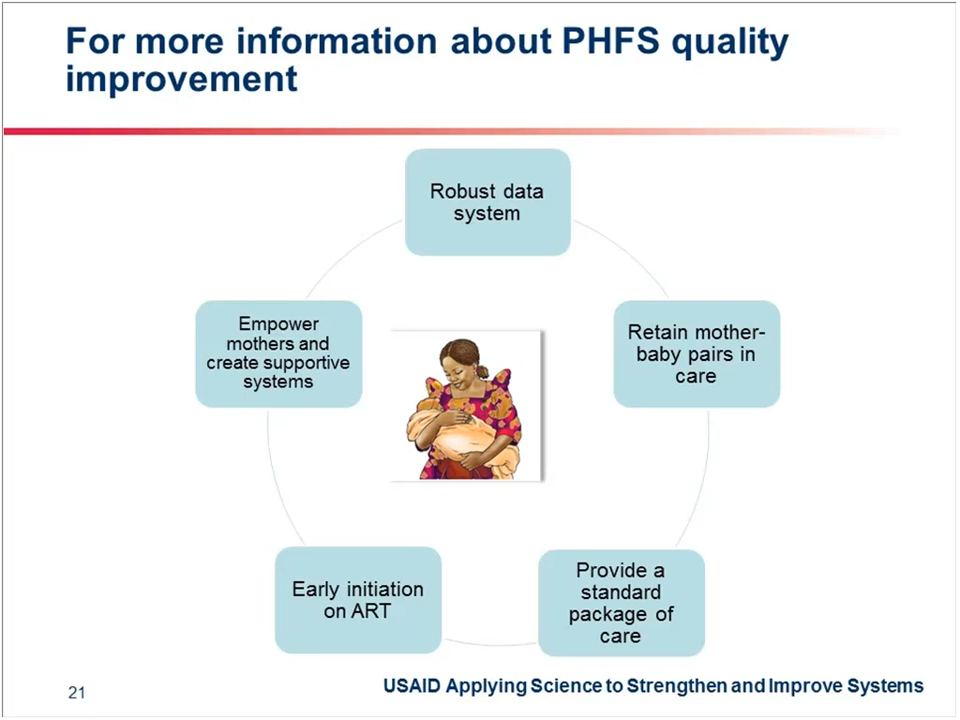 For more information about PHFS quality
improvement
Robust data
system
Empower
mothers and
create supportive
systems
Retain mother-
baby pairs in
care
Early initiation
on ART
Provide a
standard
package of
care
21
USAID Applying Science to Strengthen and Improve Systems